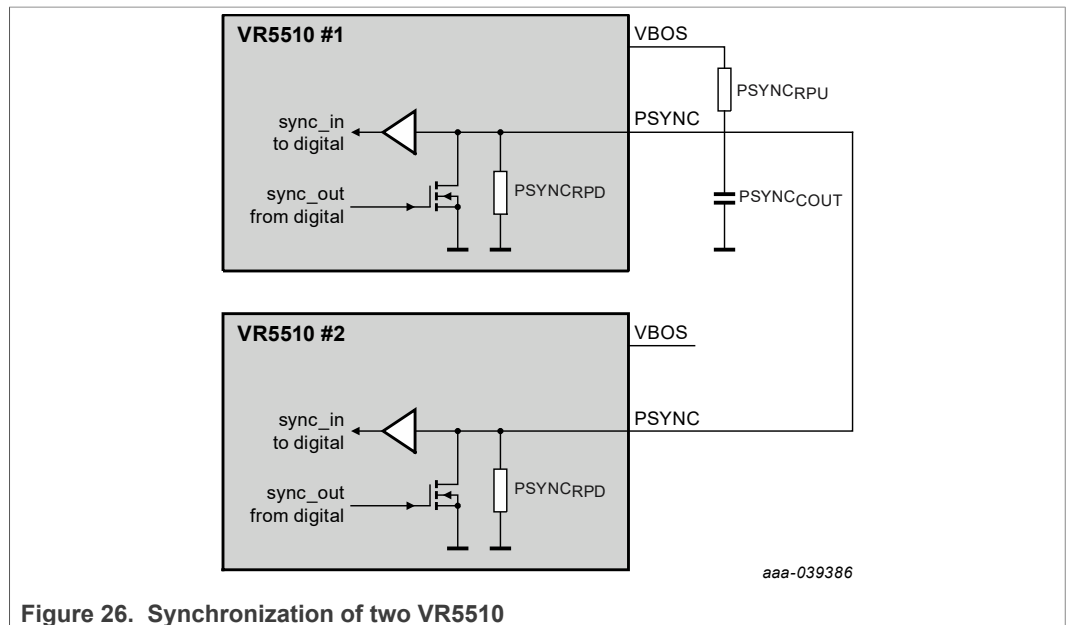 VR5510 #1
VBOS
PSYNCRPU
PSYNC
sync_in
to digital
PSYNCRPD
PSYNCCOUT
sync_out
from digital
VR5510 #2
VBOS
PSYNC
sync_in
to digital
PSYNCRPD
sync_out
from digital
aaa-039386
Figure 26. Synchronization of two VR5510